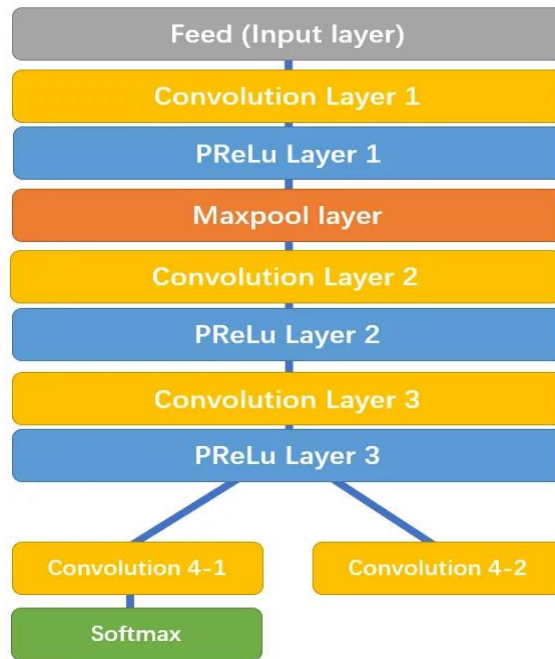 Feed (Input layer)
Convolution Layer 1
PReLu Layer 1
Maxpool layer
Convolution Layer 2
PReLu Layer 2
Convolution Layer 3
PReLu Layer 3
Convolution 4-1
Convolution 4-2
Softmax